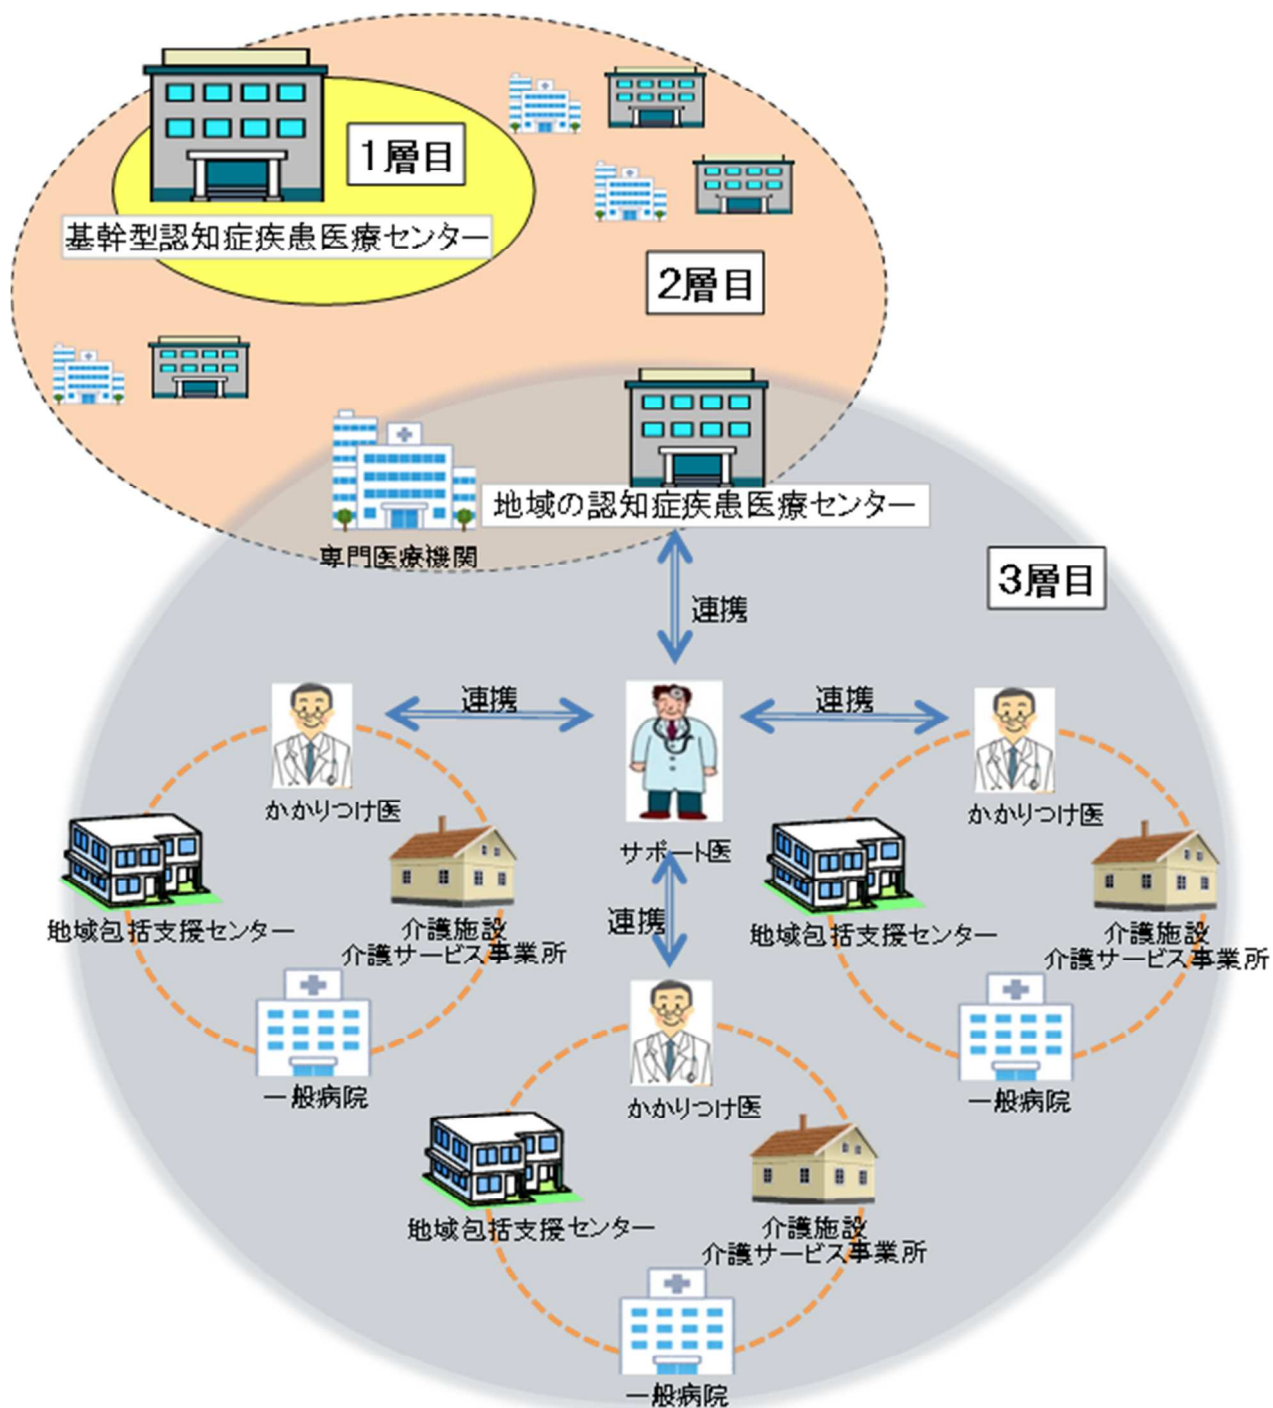 1層目
基幹型認知症疾患医療センター
2層目
地域の認知症疾患医療センター
専門医療機関
3層目
連携
連携
連携
かかりつけ医
サポート医
かかりつけ医
地域包括支援センター
介護施設
介護サービス事業所
連携
地域包括支援センター
介護施設
介護サービス事業所
一般病院
かかりつけ医
一般病院
地域包括支援センター
介護施設
介護サービス事業所
一般病院